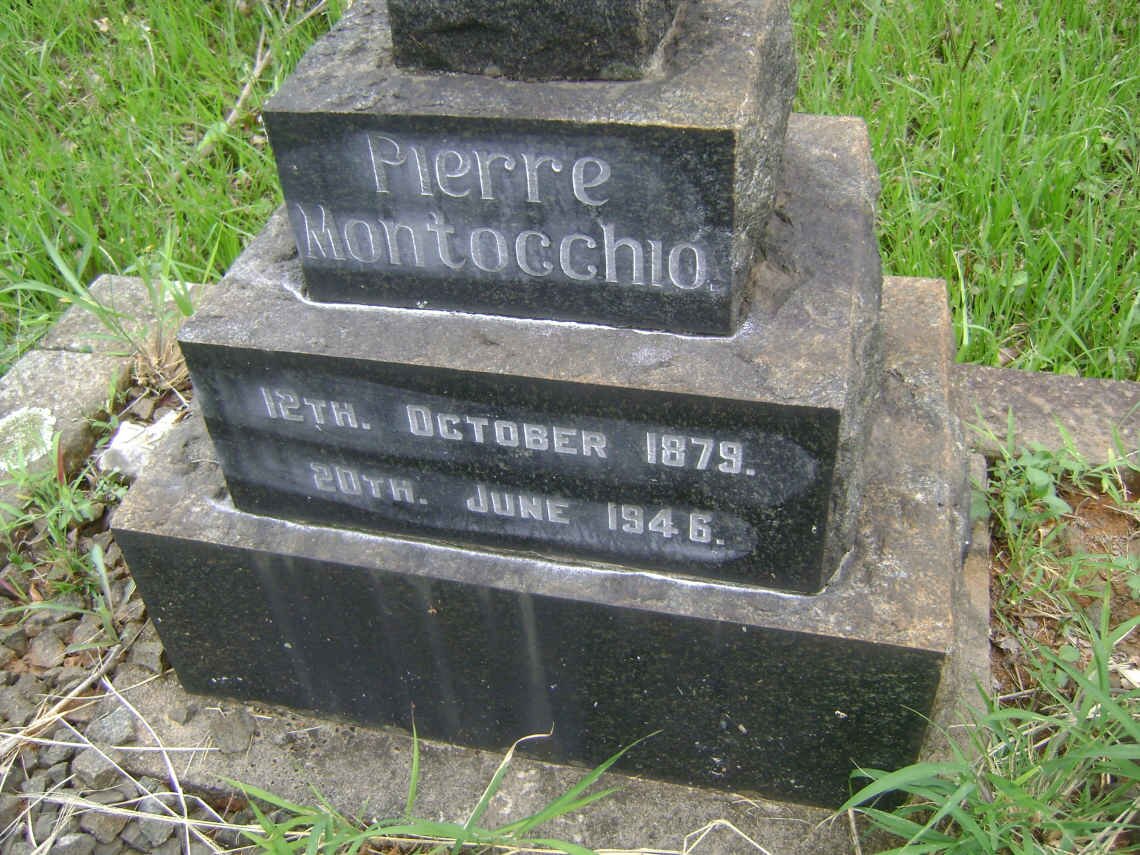 Pierre
Montocchio.
12TH. OCTOBER 1879.
20TH. JUNE 1946.